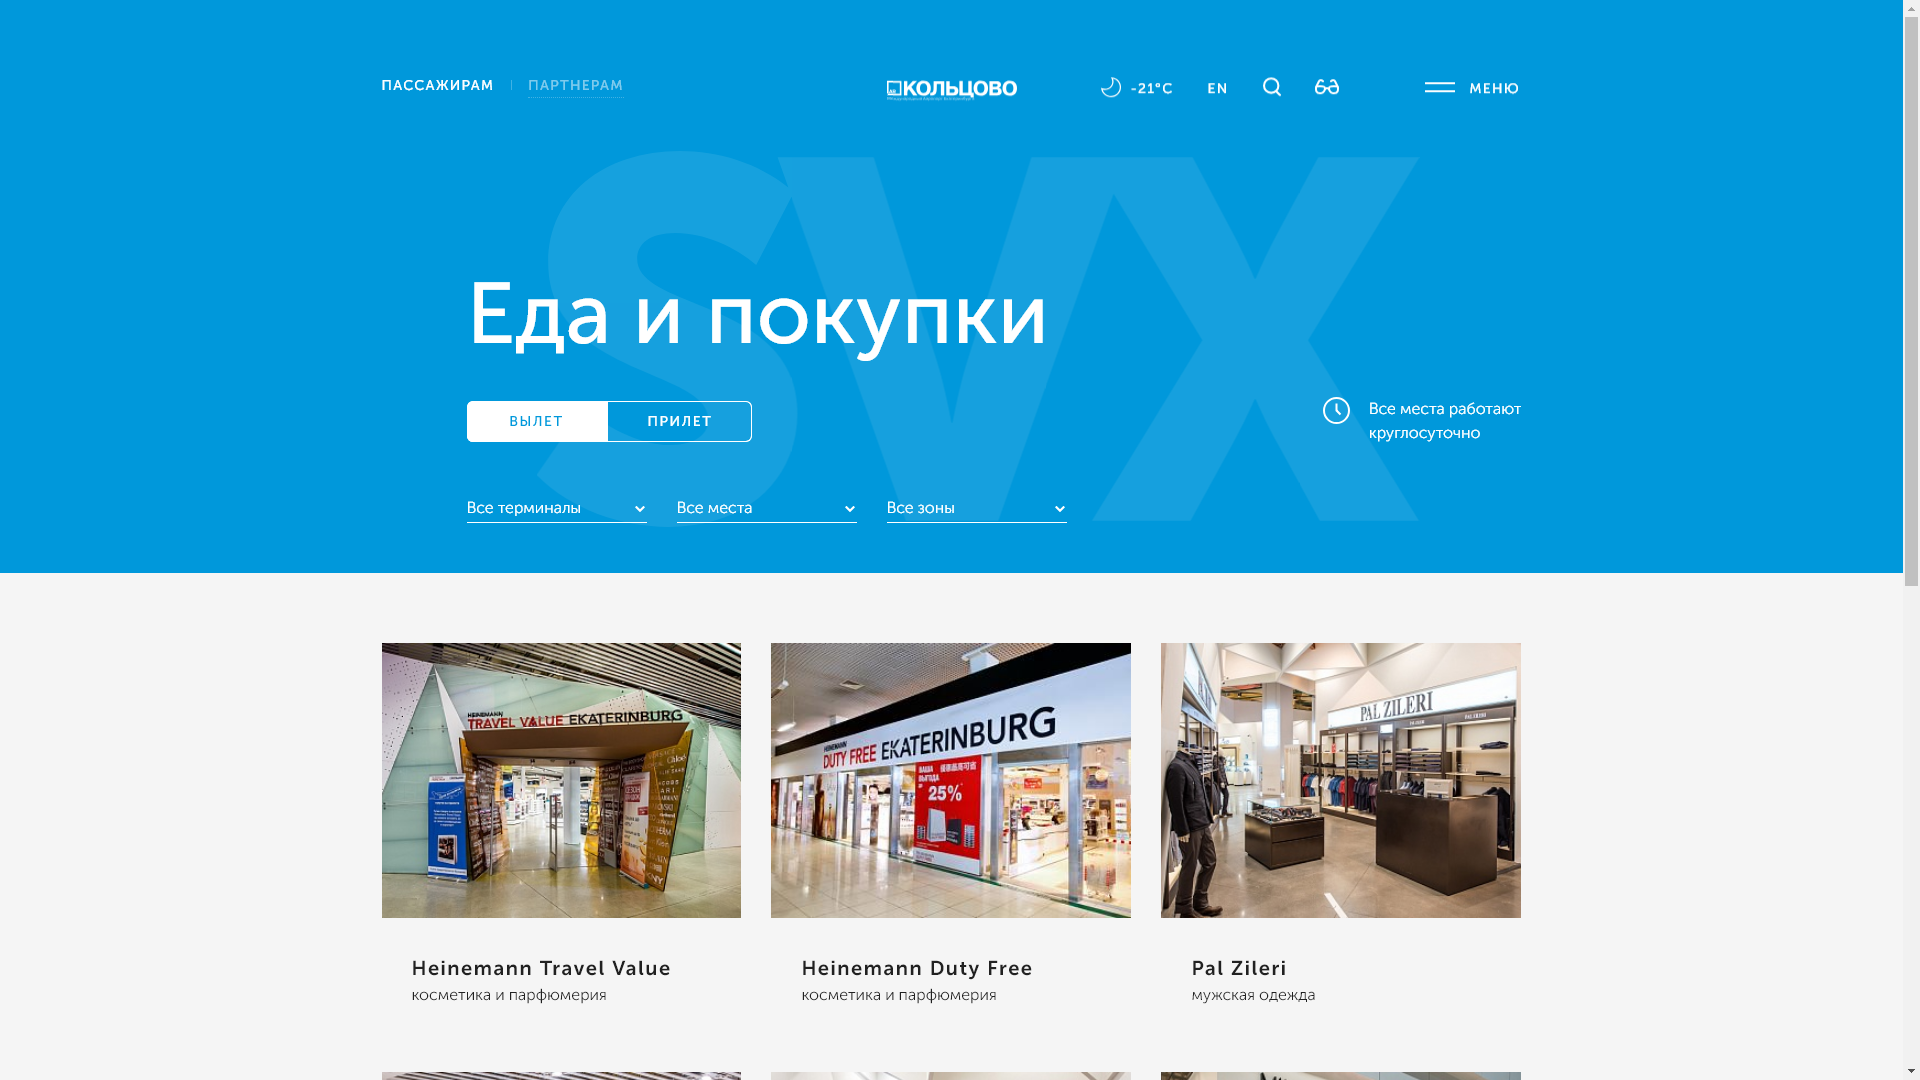 ПАССАЖИРАМ
ПАРТНЕРАМ
КОЛЬЦОВО
-21°C
EN
МЕНЮ
SVX
Еда и покупки
ВЫЛЕТ
ПРИЛЕТ
Все места работают
круглосуточно
Все терминалы
Все места
Все зоны
HEINEMANN
TRAVEL VALUE EKATERINBURG
HEINEMANN
DUTY FREE EKATERINBURG
ВАША
ВЫГОДА
25%
PAL ZILERI
Heinemann Travel Value
косметика и парфюмерия
Heinemann Duty Free
косметика и парфюмерия
Pal Zileri
мужская одежда